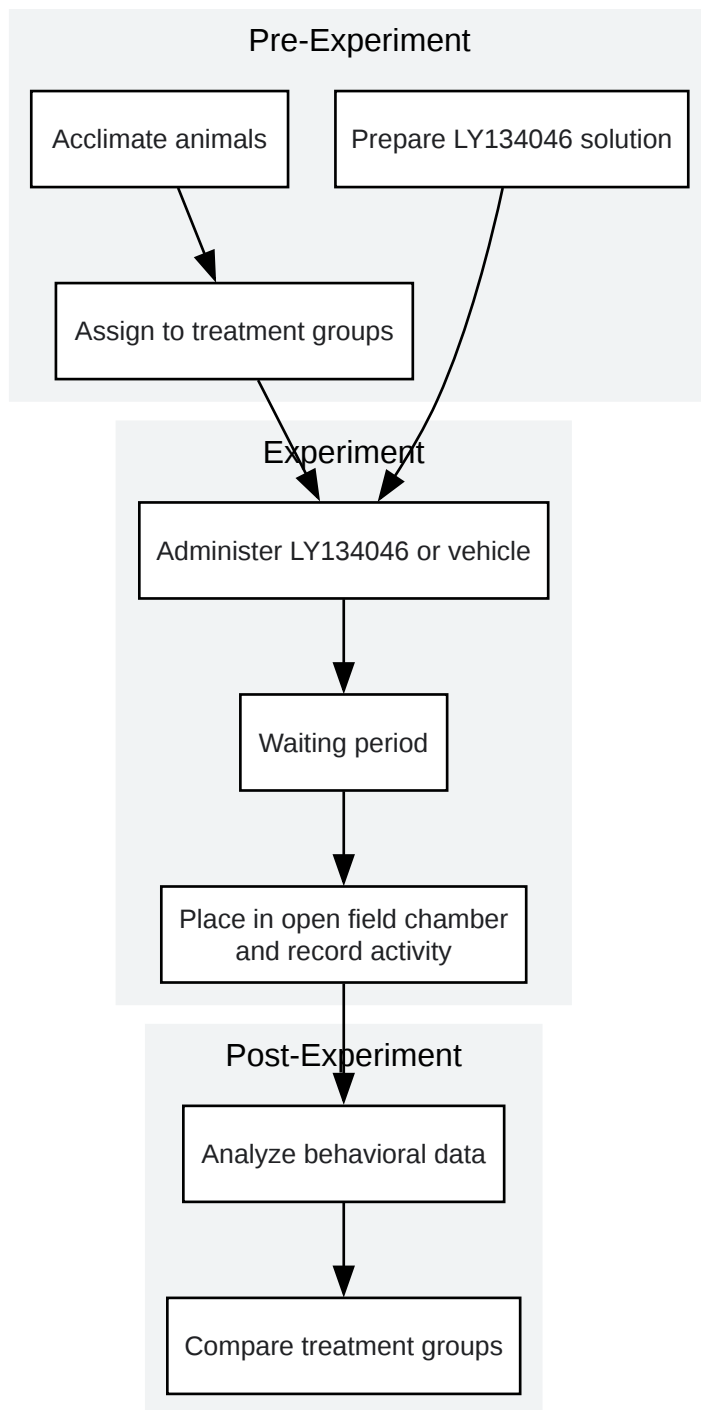 Pre-Experiment
Acclimate animals
Prepare LY134046 solution
Assign to treatment groups
Experiment
Administer LY134046 or vehicle
Waiting period
Place in open field chamber
and record activity
Post-Experiment
Analyze behavioral data
Compare treatment groups